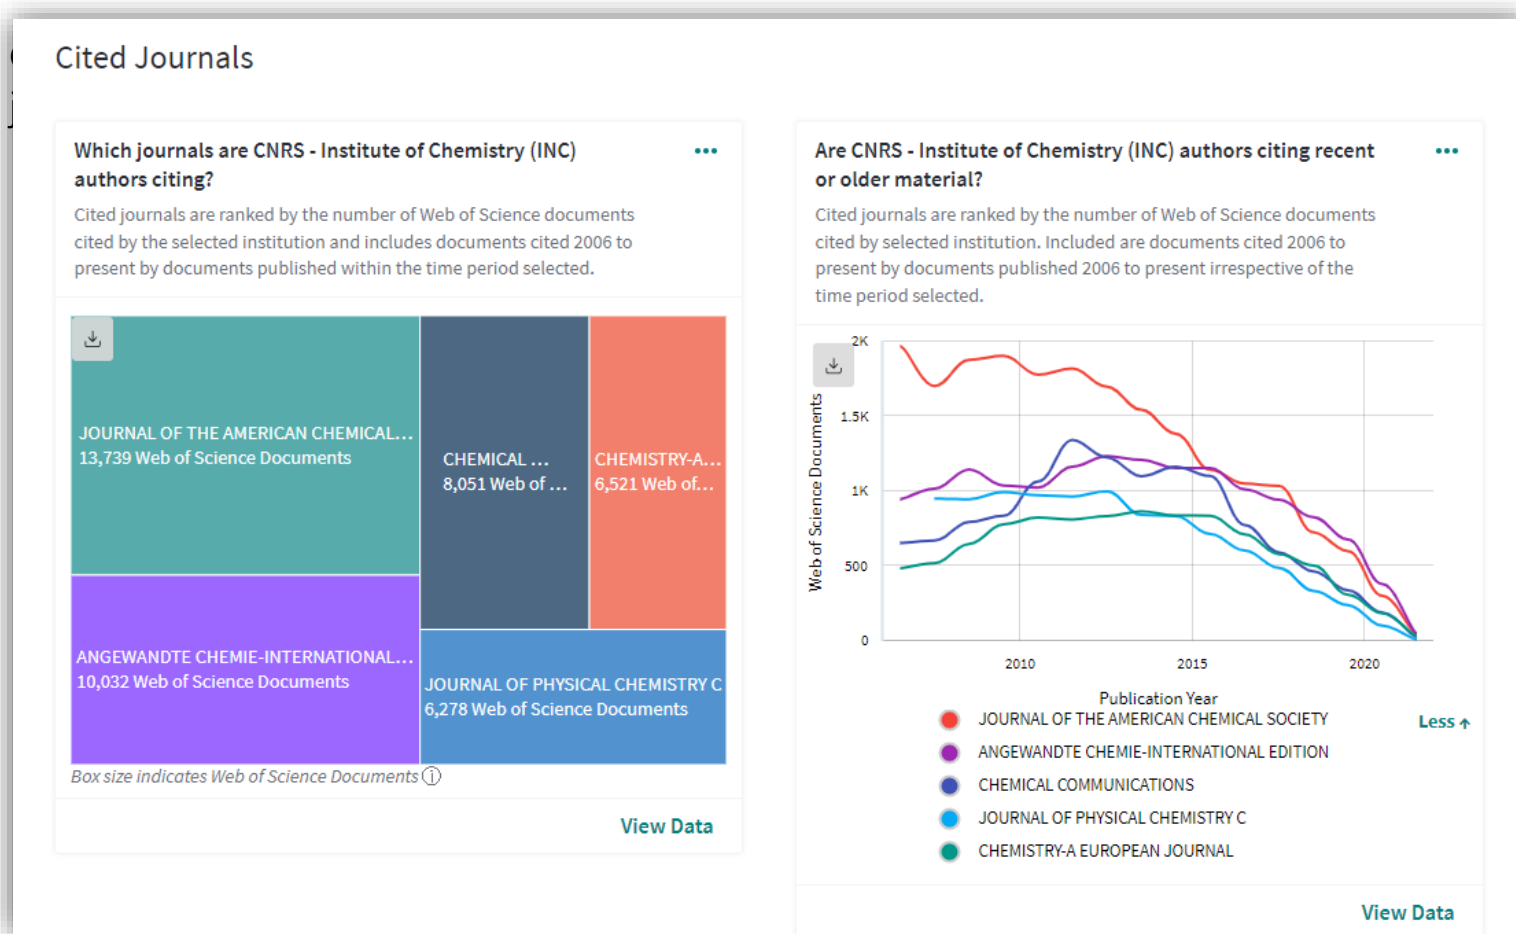 Cited Journals
Which journals are CNRS - Institute of Chemistry (INC)
authors citing?
Cited journals are ranked by the number of Web of Science documents
cited by the selected institution and includes documents cited 2006 to
present by documents published within the time period selected.
JOURNAL OF THE AMERICAN CHEMICAL...
13,739 Web of Science Documents
CHEMICAL ...
8,051 Web of ...
CHEMISTRY-A...
6,521 Web of...
ANGEWANDTE CHEMIE-INTERNATIONAL...
10,032 Web of Science Documents
JOURNAL OF PHYSICAL CHEMISTRY C
6,278 Web of Science Documents
Box size indicates Web of Science Documents
View Data
Are CNRS - Institute of Chemistry (INC) authors citing recent
or older material?
Cited journals are ranked by the number of Web of Science documents
cited by selected institution. Included are documents cited 2006 to
present by documents published 2006 to present irrespective of the
time period selected.
Web of Science Documents
2K
1.5K
1K
500
0
2010
2015
2020
Publication Year
JOURNAL OF THE AMERICAN CHEMICAL SOCIETY
ANGEWANDTE CHEMIE-INTERNATIONAL EDITION
CHEMICAL COMMUNICATIONS
JOURNAL OF PHYSICAL CHEMISTRY C
CHEMISTRY-A EUROPEAN JOURNAL
Less ↑
View Data